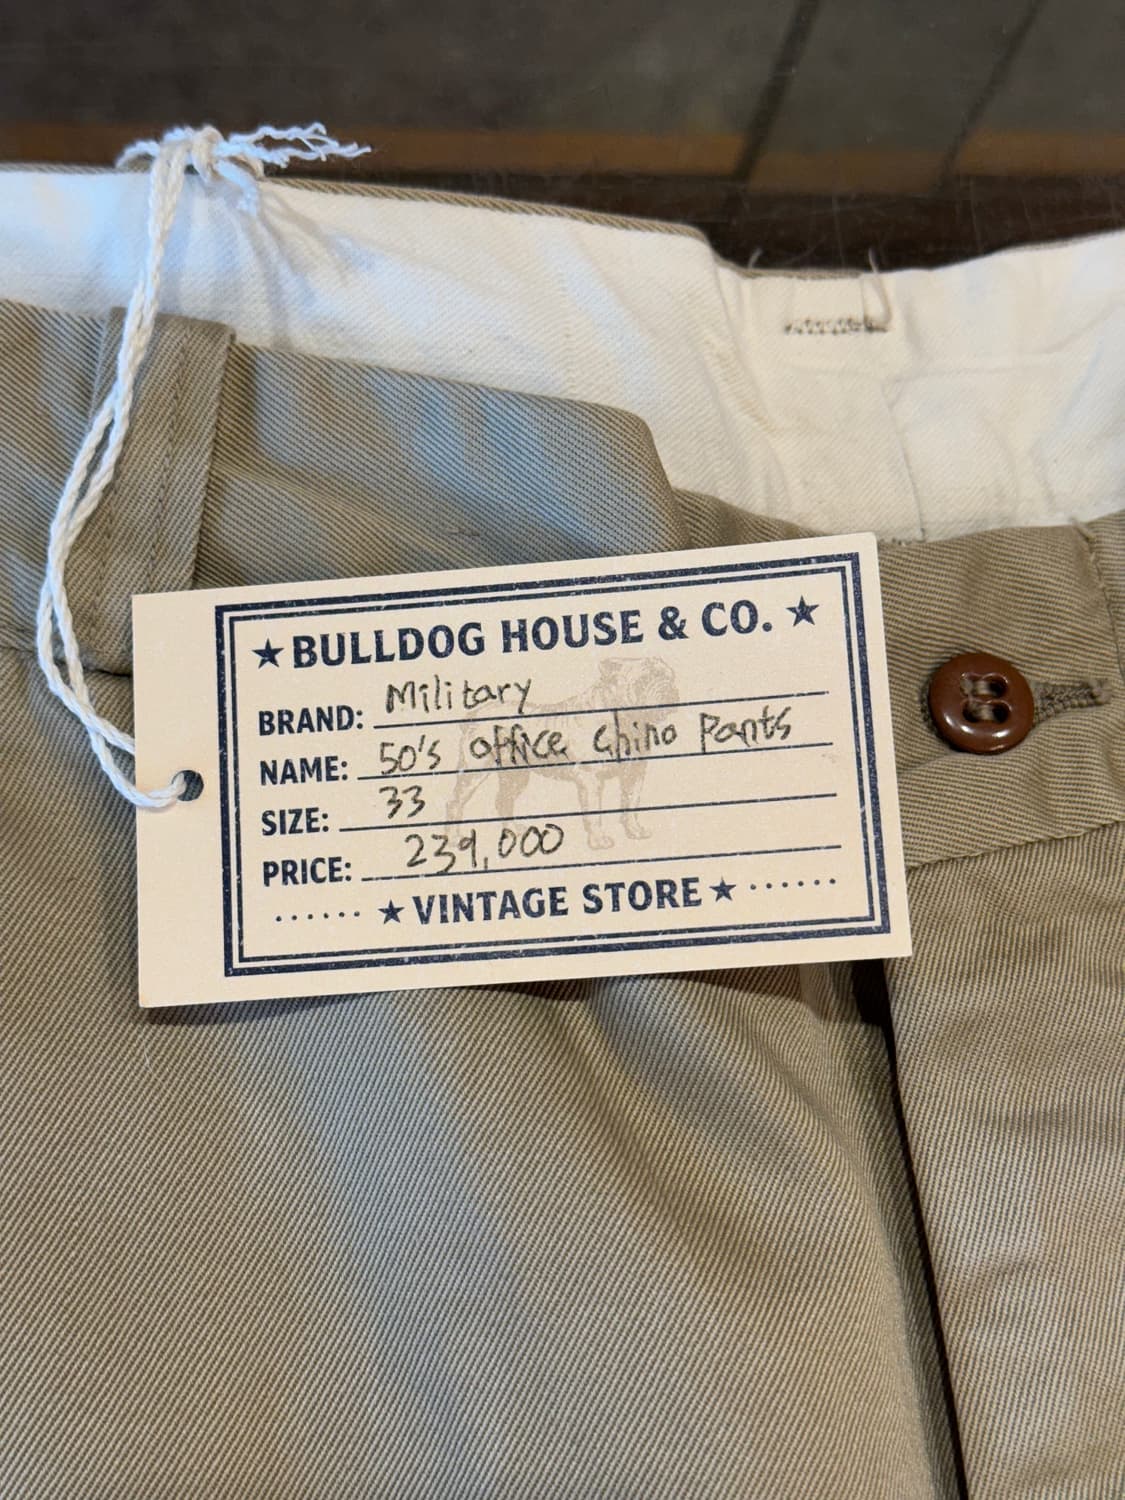 ★ BULLDOG HOUSE & CO. ★
BRAND: Military
NAME: 50's office chino Pants
SIZE: 33
PRICE: 239,000
...... ★ VINTAGE STORE ★ ......